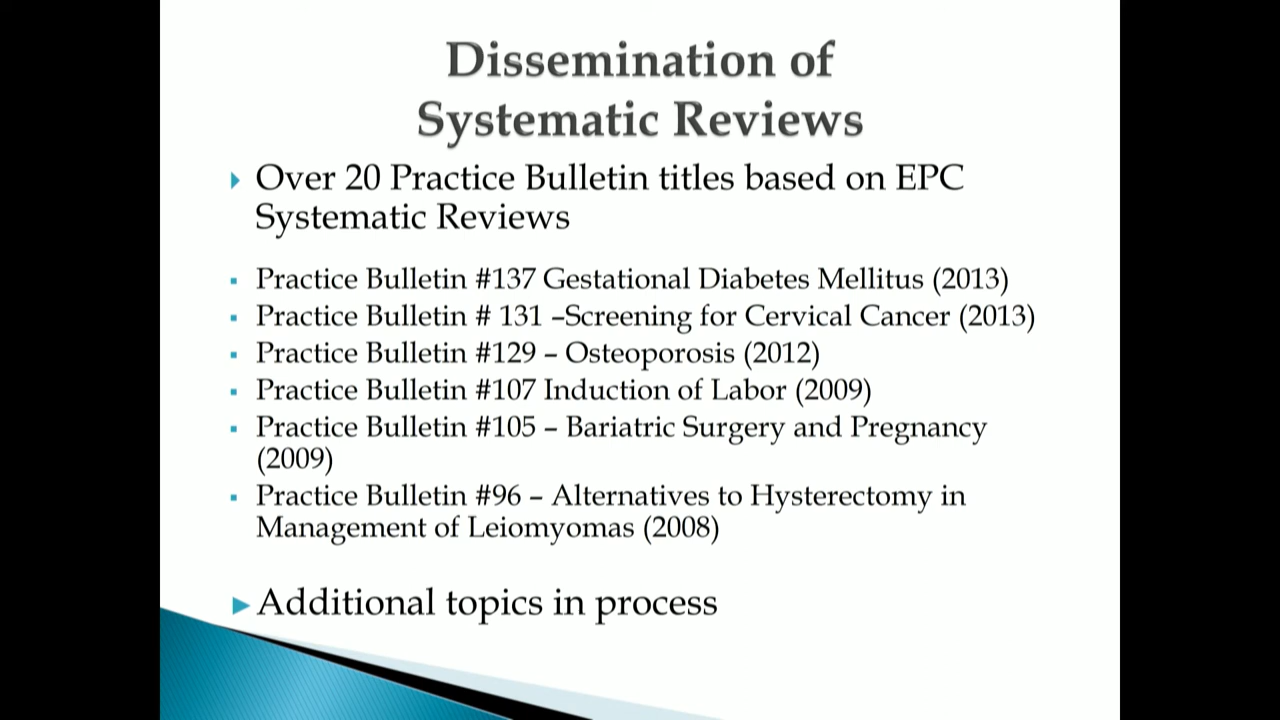 Dissemination of
Systematic Reviews
Over 20 Practice Bulletin titles based on EPC
Systematic Reviews
Practice Bulletin #137 Gestational Diabetes Mellitus (2013)
Practice Bulletin # 131 –Screening for Cervical Cancer (2013)
Practice Bulletin #129 – Osteoporosis (2012)
Practice Bulletin #107 Induction of Labor (2009)
Practice Bulletin #105 – Bariatric Surgery and Pregnancy
(2009)
Practice Bulletin #96 – Alternatives to Hysterectomy in
Management of Leiomyomas (2008)
Additional topics in process